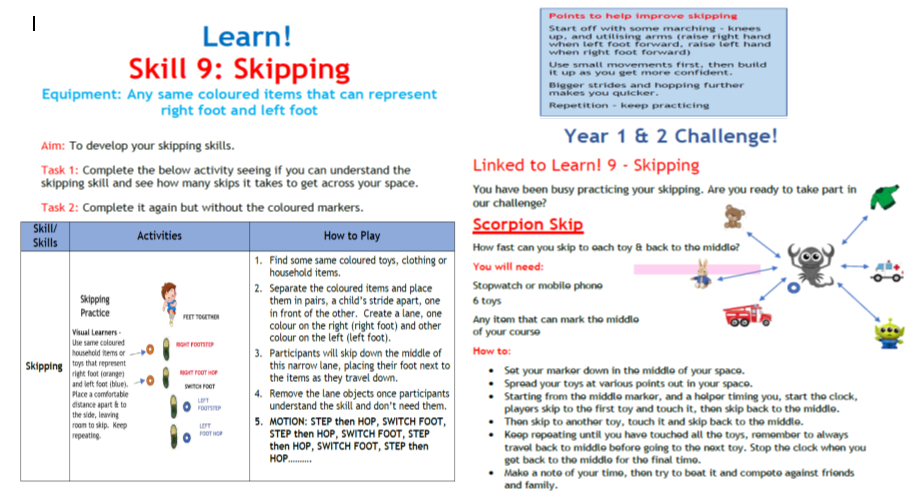 Learn!
Skill 9: Skipping
Equipment: Any same coloured items that can represent
right foot and left foot
Aim: To develop your skipping skills.
Task 1: Complete the below activity seeing if you can understand the
skipping skill and see how many skips it takes to get across your space.
Task 2: Complete it again but without the coloured markers.
Skill/
Skills
Activities
How to Play
Skipping
Skipping
Practice
Visual Learners -
Use same coloured
household items or
toys that represent
right foot (orange)
and left foot (blue).
Place a comfortable
distance apart & to
the side, leaving
room to skip. Keep
repeating.
FEET TOGETHER
RIGHT FOOTSTEP
RIGHT FOOT HOP
SWITCH FOOT
LEFT
FOOTSTEP
LEFT
FOOT HOP
1. Find some same coloured toys, clothing or
household items.
2. Separate the coloured items and place
them in pairs, a child's stride apart, one
in front of the other. Create a lane, one
colour on the right (right foot) and other
colour on the left (left foot).
3. Participants will skip down the middle of
this narrow lane, placing their foot next to
the items as they travel down.
4. Remove the lane objects once participants
understand the skill and don't need them.
5. MOTION: STEP then HOP, SWITCH FOOT,
STEP then HOP, SWITCH FOOT, STEP
then HOP, SWITCH FOOT, STEP then
HOP..........
Points to help improve skipping
Start off with some marching - knees
up, and utilising arms (raise right hand
when left foot forward, raise left hand
when right foot forward)
Use small movements first, then build
it up as you get more confident.
Bigger strides and hopping further
makes you quicker.
Repetition - keep practicing
Year 1 & 2 Challenge!
Linked to Learn! 9 - Skipping
You have been busy practicing your skipping. Are you ready to take part in
our challenge?
Scorpion Skip
How fast can you skip to each toy & back to the middle?
You will need:
Stopwatch or mobile phone
6 toys
Any item that can mark the middle
of your course
How to:
• Set your marker down in the middle of your space.
• Spread your toys at various points out in your space.
• Starting from the middle marker, and a helper timing you, start the clock,
players skip to the first toy and touch it, then skip back to the middle.
• Then skip to another toy, touch it and skip back to the middle.
• Keep repeating until you have touched all the toys, remember to always
travel back to middle before going to the next toy. Stop the clock when you
get back to the middle for the final time.
• Make a note of your time, then try to beat it and compete against friends
and family.